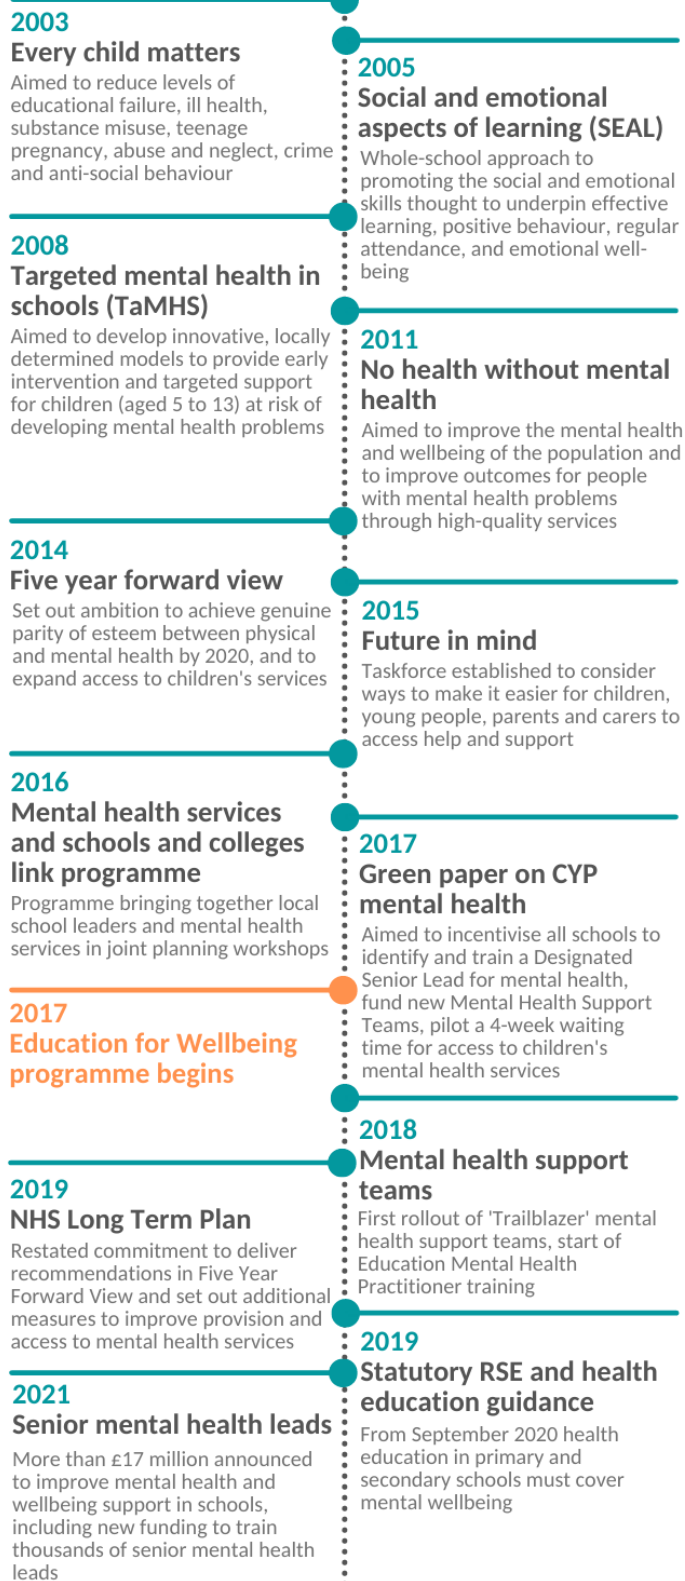 2003
Every child matters
Aimed to reduce levels of
educational failure, ill health,
substance misuse, teenage
pregnancy, abuse and neglect, crime
and anti-social behaviour
2005
Social and emotional
aspects of learning (SEAL)
Whole-school approach to
promoting the social and emotional
skills thought to underpin effective
learning, positive behaviour, regular
attendance, and emotional well-
being
2008
Targeted mental health in
schools (TaMHS)
Aimed to develop innovative, locally
determined models to provide early
intervention and targeted support
for children (aged 5 to 13) at risk of
developing mental health problems
2011
No health without mental
health
Aimed to improve the mental health
and wellbeing of the population and
to improve outcomes for people
with mental health problems
through high-quality services
2014
Five year forward view
Set out ambition to achieve genuine
parity of esteem between physical
and mental health by 2020, and to
expand access to children's services
2015
Future in mind
Taskforce established to consider
ways to make it easier for children,
young people, parents and carers to
access help and support
2016
Mental health services
and schools and colleges
link programme
Programme bringing together local
school leaders and mental health
services in joint planning workshops
2017
Green paper on CYP
mental health
Aimed to incentivise all schools to
identify and train a Designated
Senior Lead for mental health,
fund new Mental Health Support
Teams, pilot a 4-week waiting
time for access to children's
mental health services
2017
Education for Wellbeing
programme begins
2018
Mental health support
teams
First rollout of 'Trailblazer' mental
health support teams, start of
Education Mental Health
Practitioner training
2019
NHS Long Term Plan
Restated commitment to deliver
recommendations in Five Year
Forward View and set out additional
measures to improve provision and
access to mental health services
2019
Statutory RSE and health
education guidance
From September 2020 health
education in primary and
secondary schools must cover
mental wellbeing
2021
Senior mental health leads
More than £17 million announced
to improve mental health and
wellbeing support in schools,
including new funding to train
thousands of senior mental health
leads